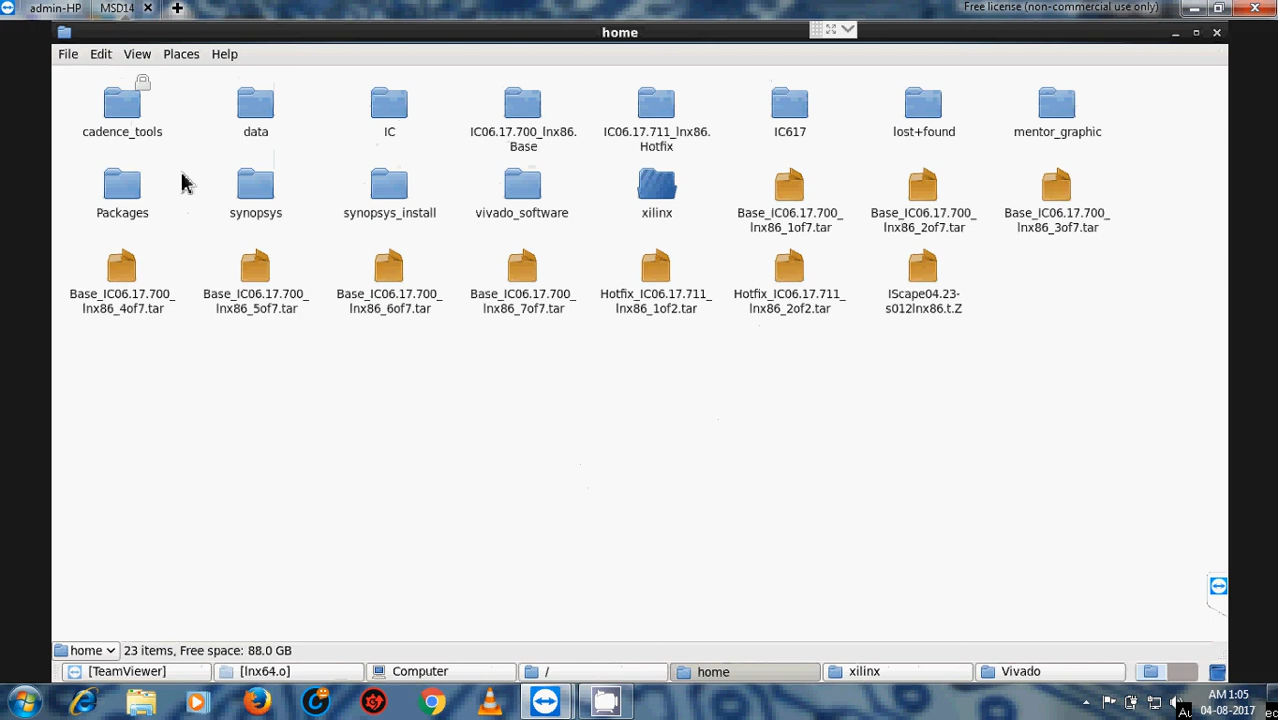 admin-HP MSD14 Free license (non-commercial use only)
home
File Edit View Places Help
cadence_tools data IC IC06.17.700_lnx86. IC06.17.711_lnx86. IC617 lost+found mentor_graphic
Base Hotfix
Packages synopsys synopsys_install vivado_software xilinx Base_IC06.17.700_ Base_IC06.17.700_ Base_IC06.17.700_
lnx86_1of7.tar lnx86_2of7.tar lnx86_3of7.tar
Base_IC06.17.700_ Base_IC06.17.700_ Base_IC06.17.700_ Base_IC06.17.700_ Hotfix_IC06.17.711_ Hotfix_IC06.17.711_ IScape04.23-
lnx86_4of7.tar lnx86_5of7.tar lnx86_6of7.tar lnx86_7of7.tar lnx86_1of2.tar lnx86_2of2.tar s012lnx86.t.Z
home 23 items, Free space: 88.0 GB
[TeamViewer] [lnx64.o] Computer / home xilinx Vivado
AM 1:05
04-08-2017